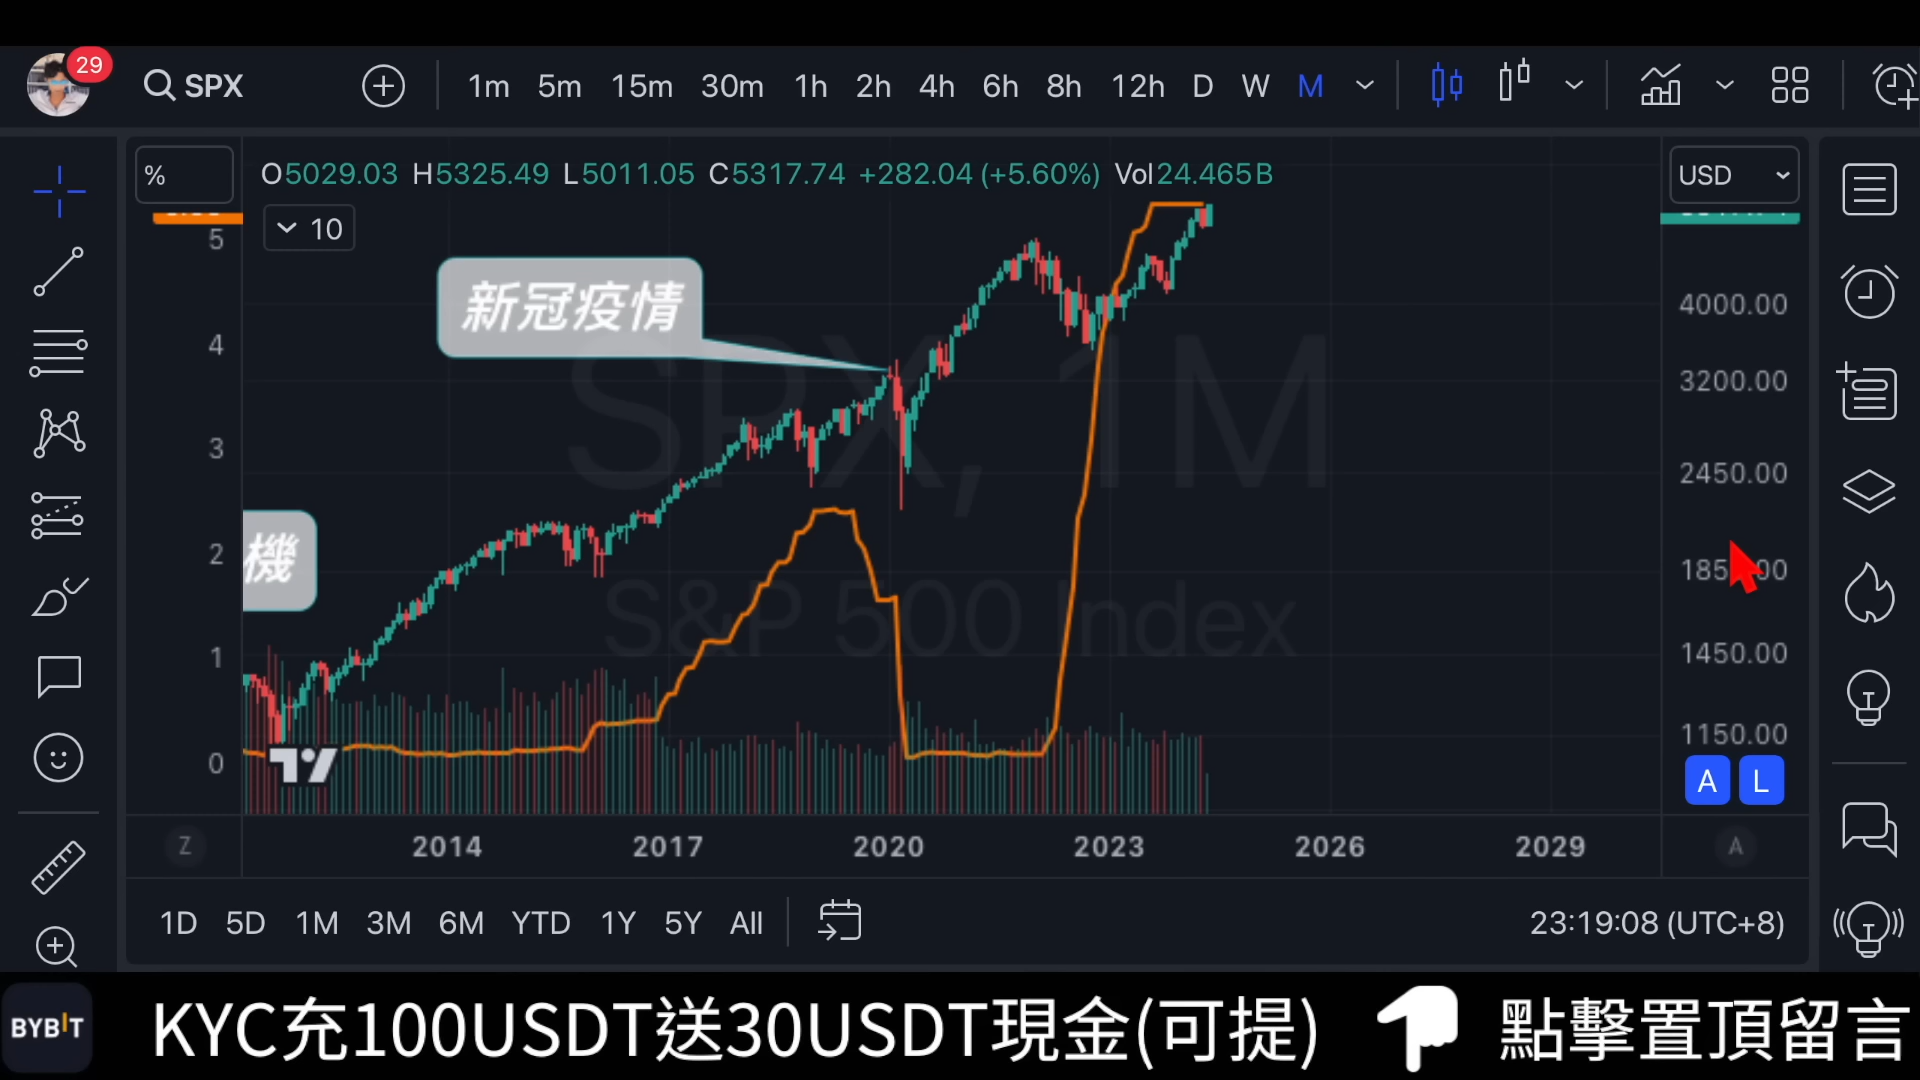 29
SPX
1m 5m 15m 30m 1h 2h 4h 6h 8h 12h D W M
%
O5029.03 H5325.49 L5011.05 C5317.74 +282.04 (+5.60%) Vol24.465B
USD
10
5
4
3
2
1
0
新冠疫情
機
SPX, 1M
S&P 500 Index
4000.00
3200.00
2450.00
1450.00
1150.00
A L
Z
2014 2017 2020 2023 2026 2029
A
1D 5D 1M 3M 6M YTD 1Y 5Y All
23:19:08 (UTC+8)
BYBIT
KYC充100USDT送30USDT現金(可提)
點擊置頂留言